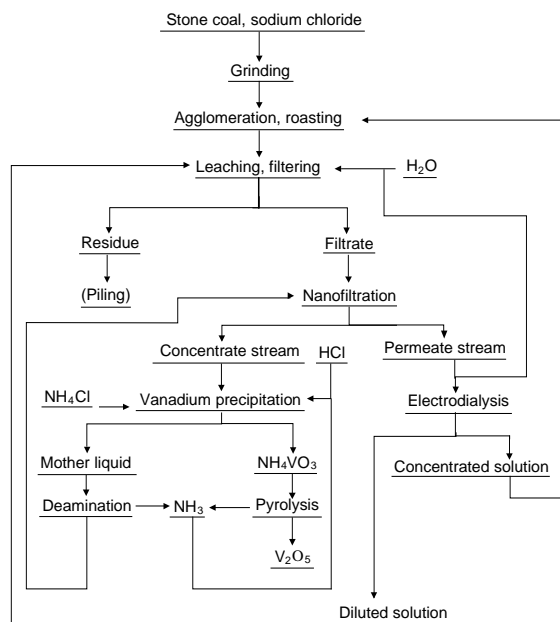 Stone coal, sodium chloride
Grinding
Agglomeration, roasting
Leaching, filtering
H₂O
Residue
Filtrate
(Piling)
Nanofiltration
Concentrate stream
HCl
Permeate stream
NH₄Cl
Vanadium precipitation
Electrodialysis
Mother liquid
NH₄VO₃
Concentrated solution
Deamination
NH₃
Pyrolysis
V₂O₅
Diluted solution